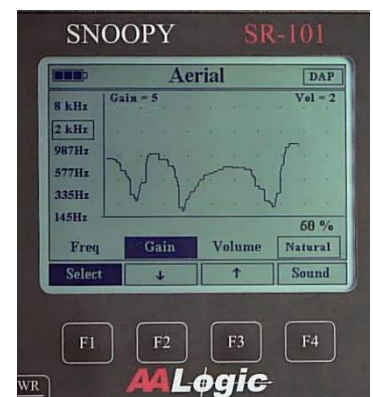 SNOOPY SR-101
Aerial DAP
8 kHz Gain = 5 Vol = 2
2 kHz
987Hz
577Hz
335Hz
145Hz
68 %
Freq Gain Volume Natural
Select ↓ ↑ Sound
F1 F2 F3 F4
WR AALogic